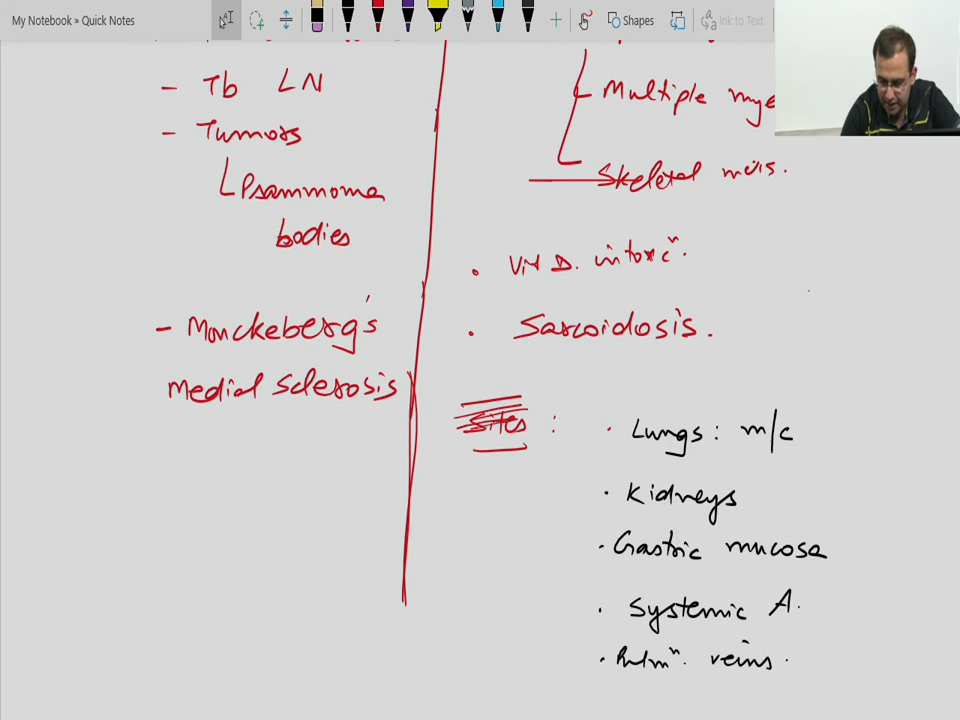 My Notebook » Quick Notes
Shapes
Ink to Text
- Tb LN
- Tumors
Psammoma
bodies
- Monckeberg's
medial sclerosis
Multiple mye
Skeletal mets.
. Vit D. intoxcⁿ.
. Sarcoidosis.
Sites : . Lungs: m/c
. Kidneys
. Gastric mucosa
. Systemic A.
. Pulmⁿ. veins.